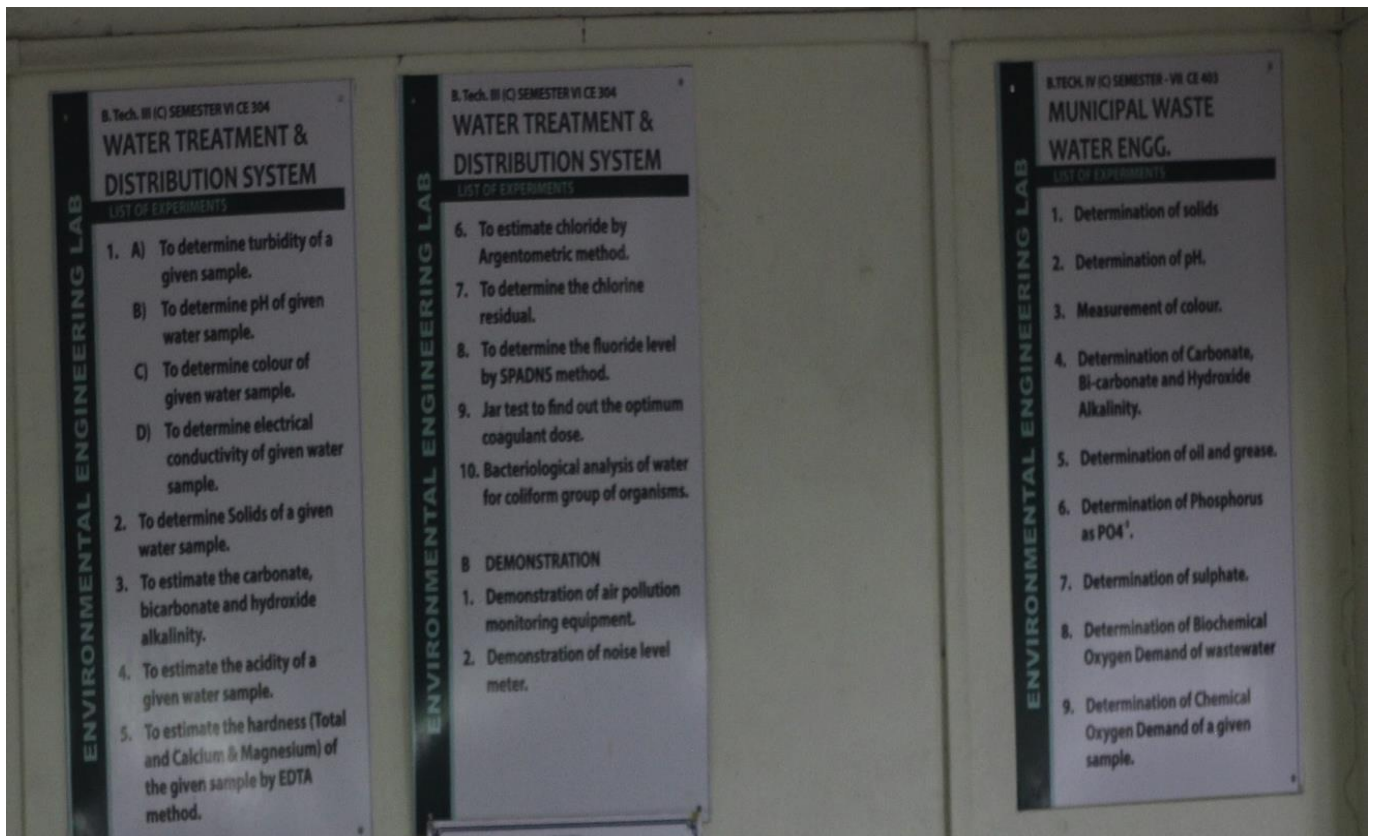 ENVIRONMENTAL ENGINEERING LAB
B. Tech. III (C) SEMESTER VI CE 304
WATER TREATMENT &
DISTRIBUTION SYSTEM
LIST OF EXPERIMENTS
1. A) To determine turbidity of a
given sample.
B) To determine pH of given
water sample.
C) To determine colour of
given water sample.
D) To determine electrical
conductivity of given water
sample.
2. To determine Solids of a given
water sample.
3. To estimate the carbonate,
bicarbonate and hydroxide
alkalinity.
4. To estimate the acidity of a
given water sample.
5. To estimate the hardness (Total
and Calcium & Magnesium) of
the given sample by EDTA
method.
ENVIRONMENTAL ENGINEERING LAB
B. Tech. III (C) SEMESTER VI CE 304
WATER TREATMENT &
DISTRIBUTION SYSTEM
LIST OF EXPERIMENTS
6. To estimate chloride by
Argentometric method.
7. To determine the chlorine
residual.
8. To determine the fluoride level
by SPADNS method.
9. Jar test to find out the optimum
coagulant dose.
10. Bacteriological analysis of water
for coliform group of organisms.
B DEMONSTRATION
1. Demonstration of air pollution
monitoring equipment.
2. Demonstration of noise level
meter.
ENVIRONMENTAL ENGINEERING LAB
B.TECH. IV (C) SEMESTER - VII CE 403
MUNICIPAL WASTE
WATER ENGG.
LIST OF EXPERIMENTS
1. Determination of solids
2. Determination of pH.
3. Measurement of colour.
4. Determination of Carbonate,
Bi-carbonate and Hydroxide
Alkalinity.
5. Determination of oil and grease.
6. Determination of Phosphorus
as
7. Determination of sulphate.
8. Determination of Biochemical
Oxygen Demand of wastewater
9. Determination of Chemical
Oxygen Demand of a given
sample.